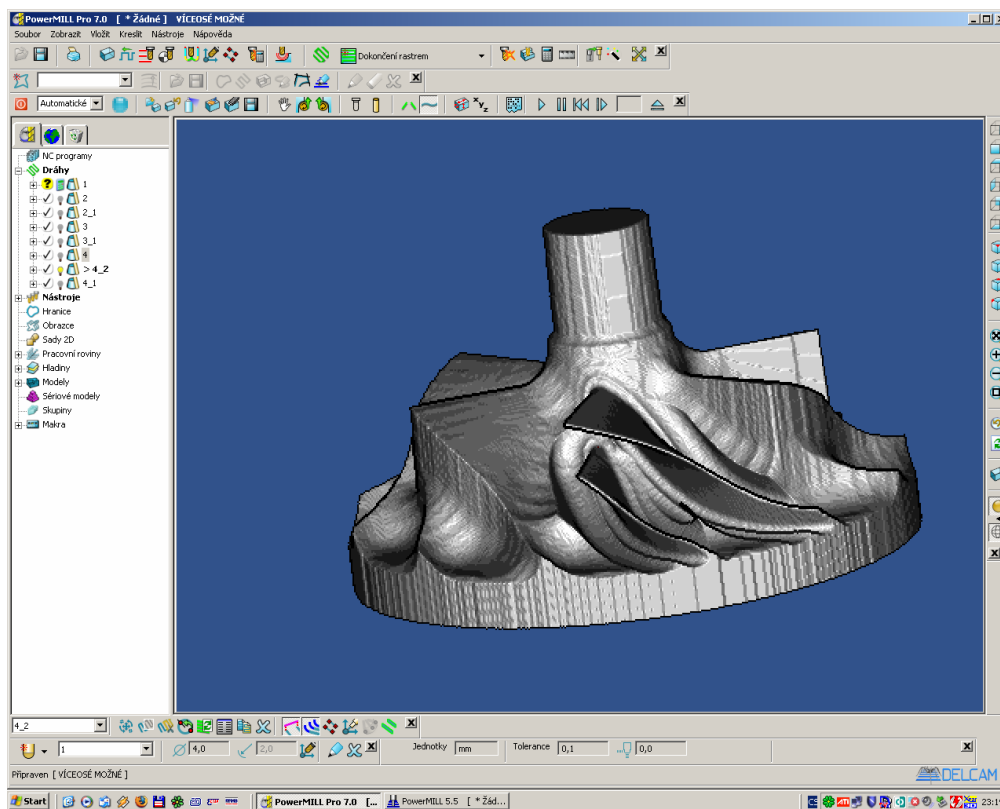 PowerMILL Pro 7.0 [ * Žádné ] VÍCEOSÉ MOŽNÉ
Soubor Zobrazit Vložit Kreslit Nástroje Nápověda
Dokončení rastrem
Automatické
NC programy
Dráhy
1
2
2_1
3
3_1
4
> 4_2
4_1
Nástroje
Hranice
Obrazce
Sady 2D
Pracovní roviny
Hladiny
Modely
Sériové modely
Skupiny
Makra
4_2
1 4,0 2,0 Jednotky mm Tolerance 0,1 0,0
Připraven [ VÍCEOSÉ MOŽNÉ ]
DELCAM
Start PowerMILL Pro 7.0 [... PowerMILL 5.5 [ * Žád...